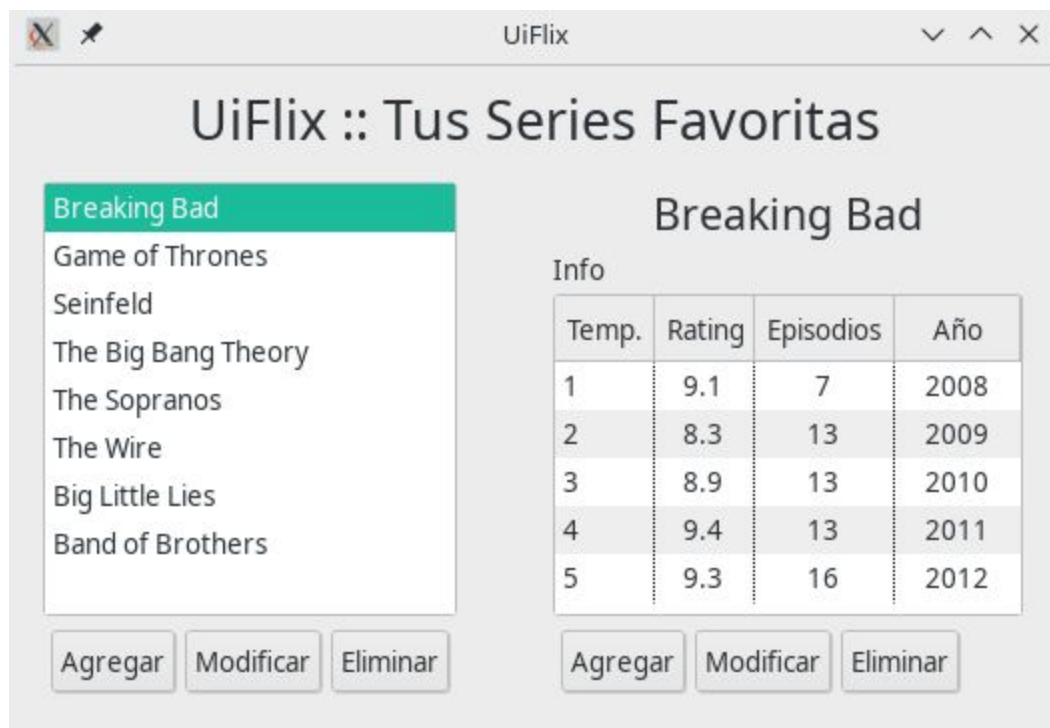 UiFlix
UiFlix :: Tus Series Favoritas
Breaking Bad
Game of Thrones
Seinfeld
The Big Bang Theory
The Sopranos
The Wire
Big Little Lies
Band of Brothers
Agregar Modificar Eliminar
Breaking Bad
Info
Temp. Rating Episodios Año
1 9.1 7 2008
2 8.3 13 2009
3 8.9 13 2010
4 9.4 13 2011
5 9.3 16 2012
Agregar Modificar Eliminar